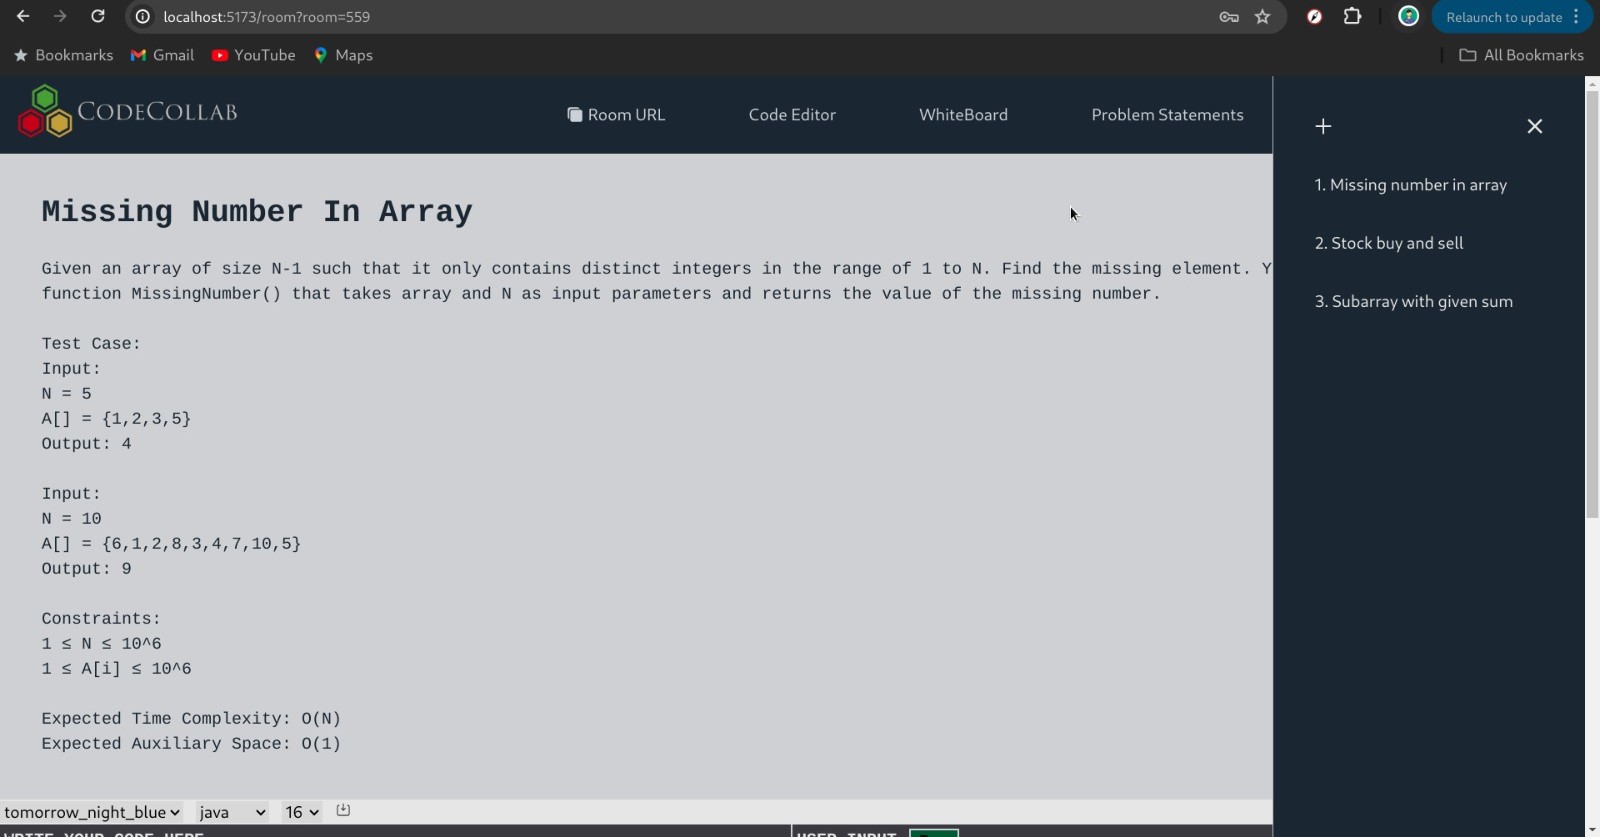 localhost:5173/room?room=559
Relaunch to update
Bookmarks
Gmail
YouTube
Maps
All Bookmarks
CODECOLLAB
Room URL
Code Editor
WhiteBoard
Problem Statements
1. Missing number in array
2. Stock buy and sell
3. Subarray with given sum
Missing Number In Array
Given an array of size N-1 such that it only contains distinct integers in the range of 1 to N. Find the missing element.
function MissingNumber() that takes array and N as input parameters and returns the value of the missing number.
Test Case:
Input:
N = 5
A[] = {1,2,3,5}
Output: 4
Input:
N = 10
A[] = {6,1,2,8,3,4,7,10,5}
Output: 9
Constraints:
1 ≤ N ≤ 10^6
1 ≤ A[i] ≤ 10^6
Expected Time Complexity: O(N)
Expected Auxiliary Space: O(1)
tomorrow_night_blue
java
16
WRITE YOUR CODE HERE
USER INPUT